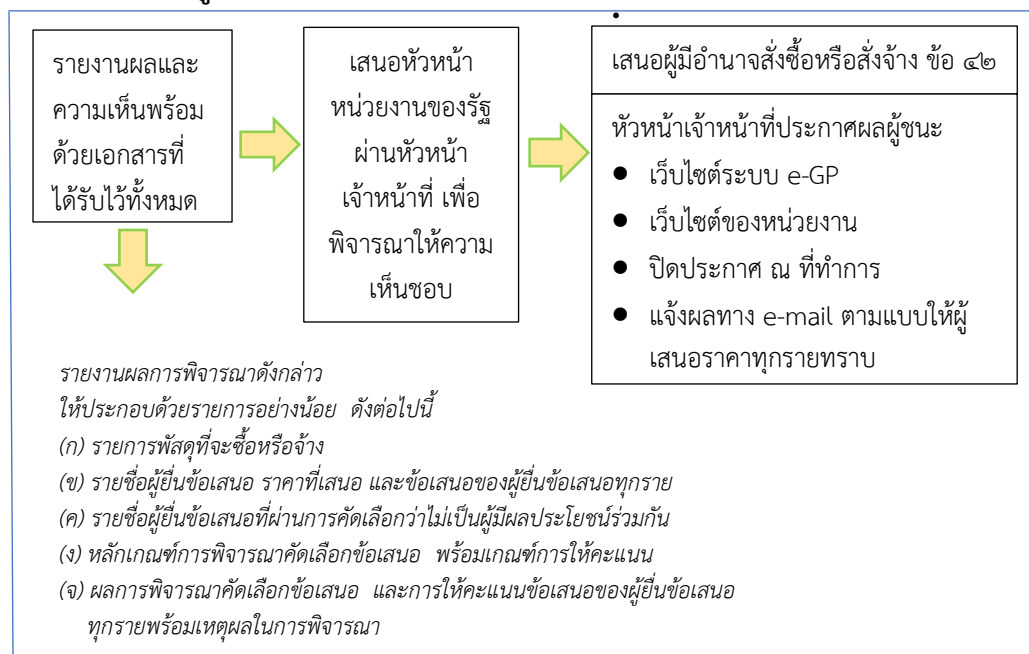 รายงานผลและ
ความเห็นพร้อม
ด้วยเอกสารที่
ได้รับไว้ทั้งหมด
เสนอหัวหน้า
หน่วยงานของรัฐ
ผ่านหัวหน้า
เจ้าหน้าที่ เพื่อ
พิจารณาให้ความ
เห็นชอบ
เสนอผู้มีอำนาจสั่งซื้อหรือสั่งจ้าง ข้อ ๔๒
หัวหน้าเจ้าหน้าที่ประกาศผลผู้ชนะ
● เว็บไซต์ระบบ e-GP
● เว็บไซต์ของหน่วยงาน
● ปิดประกาศ ณ ที่ทำการ
● แจ้งผลทาง e-mail ตามแบบให้ผู้
เสนอราคาทุกรายทราบ
รายงานผลการพิจารณาดังกล่าว
ให้ประกอบด้วยรายการอย่างน้อย ดังต่อไปนี้
(ก) รายการพัสดุที่จะซื้อหรือจ้าง
(ข) รายชื่อผู้ยื่นข้อเสนอ ราคาที่เสนอ และข้อเสนอของผู้ยื่นข้อเสนอทุกราย
(ค) รายชื่อผู้ยื่นข้อเสนอที่ผ่านการคัดเลือกว่าไม่เป็นผู้มีผลประโยชน์ร่วมกัน
(ง) หลักเกณฑ์การพิจารณาคัดเลือกข้อเสนอ พร้อมเกณฑ์การให้คะแนน
(จ) ผลการพิจารณาคัดเลือกข้อเสนอ และการให้คะแนนข้อเสนอของผู้ยื่นข้อเสนอ
ทุกรายพร้อมเหตุผลในการพิจารณา